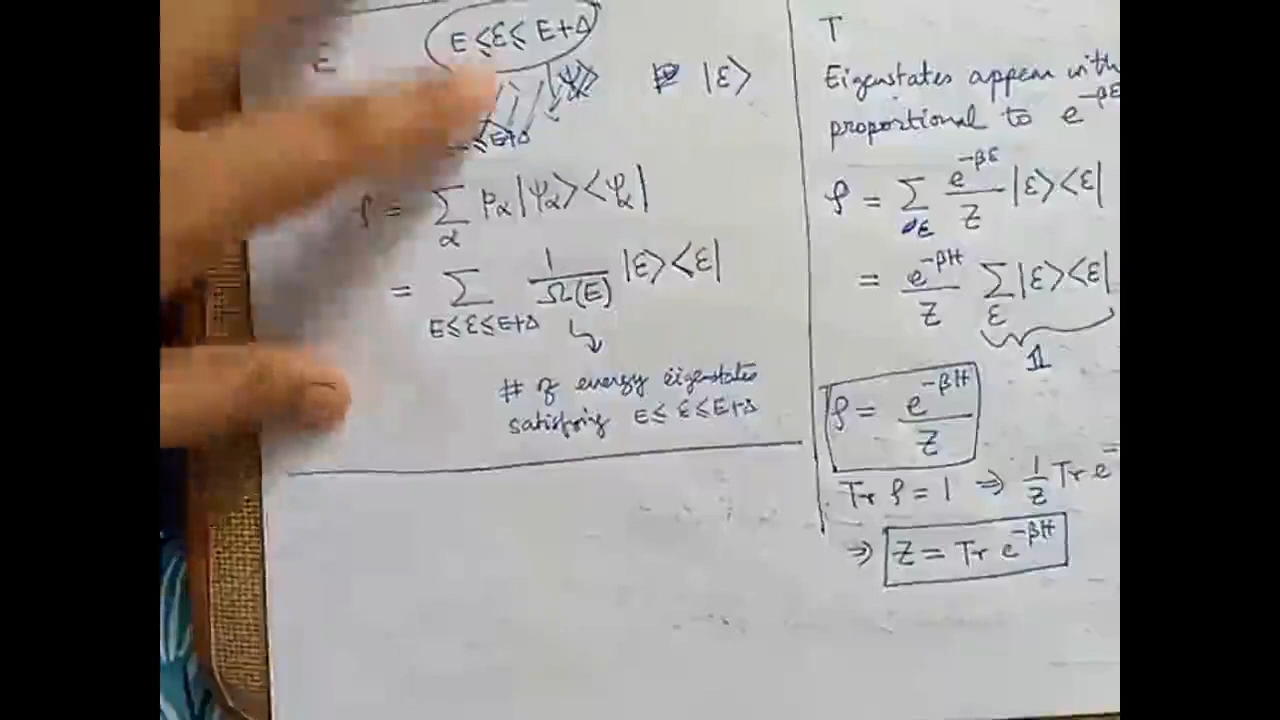 E
E ≤ ε ≤ E+Δ
|ε⟩
≤ E+Δ
ρ = Σ_α p_α |ψ_α⟩⟨ψ_α|
= Σ_{E≤ε≤E+Δ} 1/Ω(E) |ε⟩⟨ε|
# of energy eigenstates
satisfying E ≤ ε ≤ E+Δ
T
Eigenstates appear with
proportional to e^{-βε}
ρ = Σ_ε e^{-βε}/Z |ε⟩⟨ε|
= e^{-βH}/Z Σ_ε |ε⟩⟨ε|
𝟙
ρ = e^{-βH}/Z
Tr ρ = 1 ⇒ 1/Z Tr e^-
⇒ Z = Tr e^{-βH}